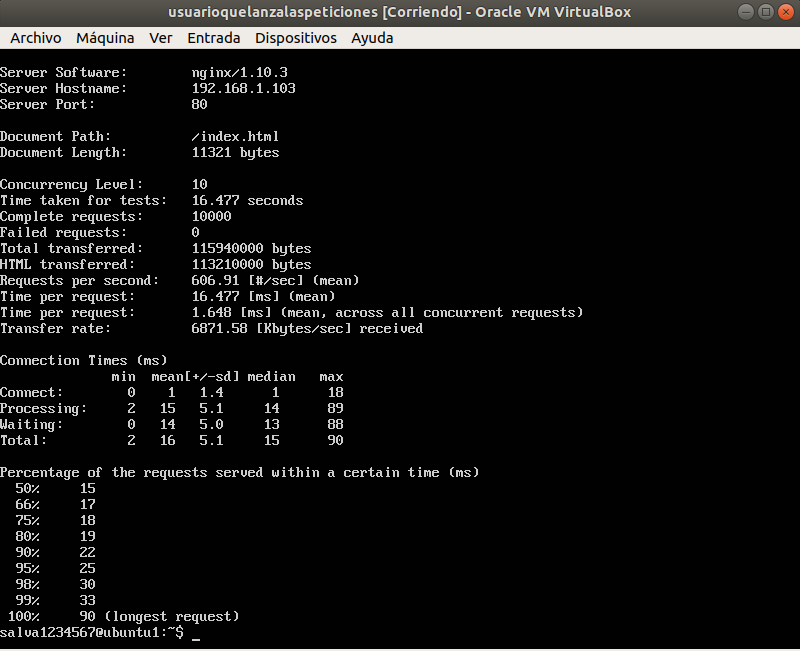 usuarioquelanzalaspeticiones [Corriendo] - Oracle VM VirtualBox
Archivo Máquina Ver Entrada Dispositivos Ayuda
Server Software: nginx/1.10.3
Server Hostname: 192.168.1.103
Server Port: 80
Document Path: /index.html
Document Length: 11321 bytes
Concurrency Level: 10
Time taken for tests: 16.477 seconds
Complete requests: 10000
Failed requests: 0
Total transferred: 115940000 bytes
HTML transferred: 113210000 bytes
Requests per second: 606.91 [#/sec] (mean)
Time per request: 16.477 [ms] (mean)
Time per request: 1.648 [ms] (mean, across all concurrent requests)
Transfer rate: 6871.58 [Kbytes/sec] received
Connection Times (ms)
min mean[+/-sd] median max
Connect: 0 1 1.4 1 18
Processing: 2 15 5.1 14 89
Waiting: 0 14 5.0 13 88
Total: 2 16 5.1 15 90
Percentage of the requests served within a certain time (ms)
50% 15
66% 17
75% 18
80% 19
90% 22
95% 25
98% 30
99% 33
100% 90 (longest request)
salva1234567@ubuntu1:~$ _